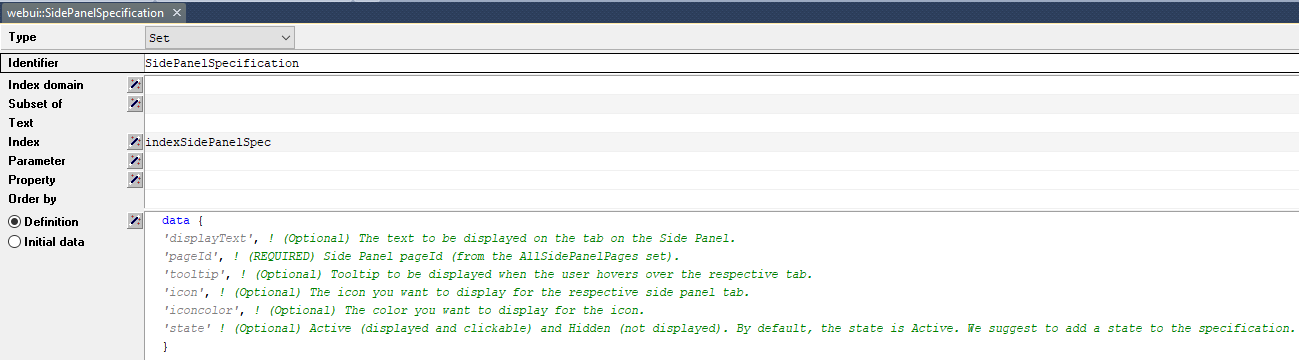 webui::SidePanelSpecification ×
Type Set
Identifier SidePanelSpecification
Index domain
Subset of
Text
Index indexSidePanelSpec
Parameter
Property
Order by
Definition data {
'displayText', ! (Optional) The text to be displayed on the tab on the Side Panel.
Initial data
'pageId', ! (REQUIRED) Side Panel pageId (from the AllSidePanelPages set).
'tooltip', ! (Optional) Tooltip to be displayed when the user hovers over the respective tab.
'icon', ! (Optional) The icon you want to display for the respective side panel tab.
'iconcolor', ! (Optional) The color you want to display for the icon.
'state' ! (Optional) Active (displayed and clickable) and Hidden (not displayed). By default, the state is Active. We suggest to add a state to the specification.
}